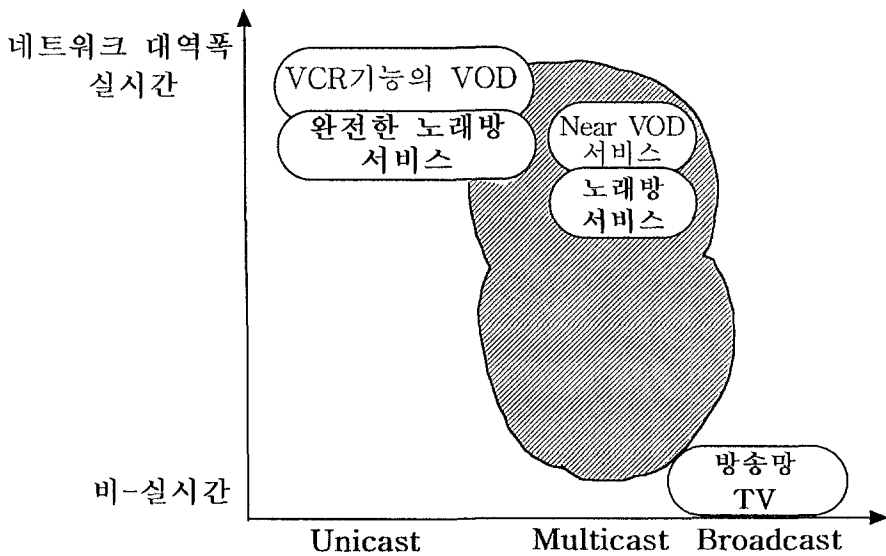 네트워크 대역폭
실시간
VCR기능의 VOD
완전한 노래방
서비스
Near VOD
서비스
노래방
서비스
비-실시간
방송망
TV
Unicast
Multicast
Broadcast